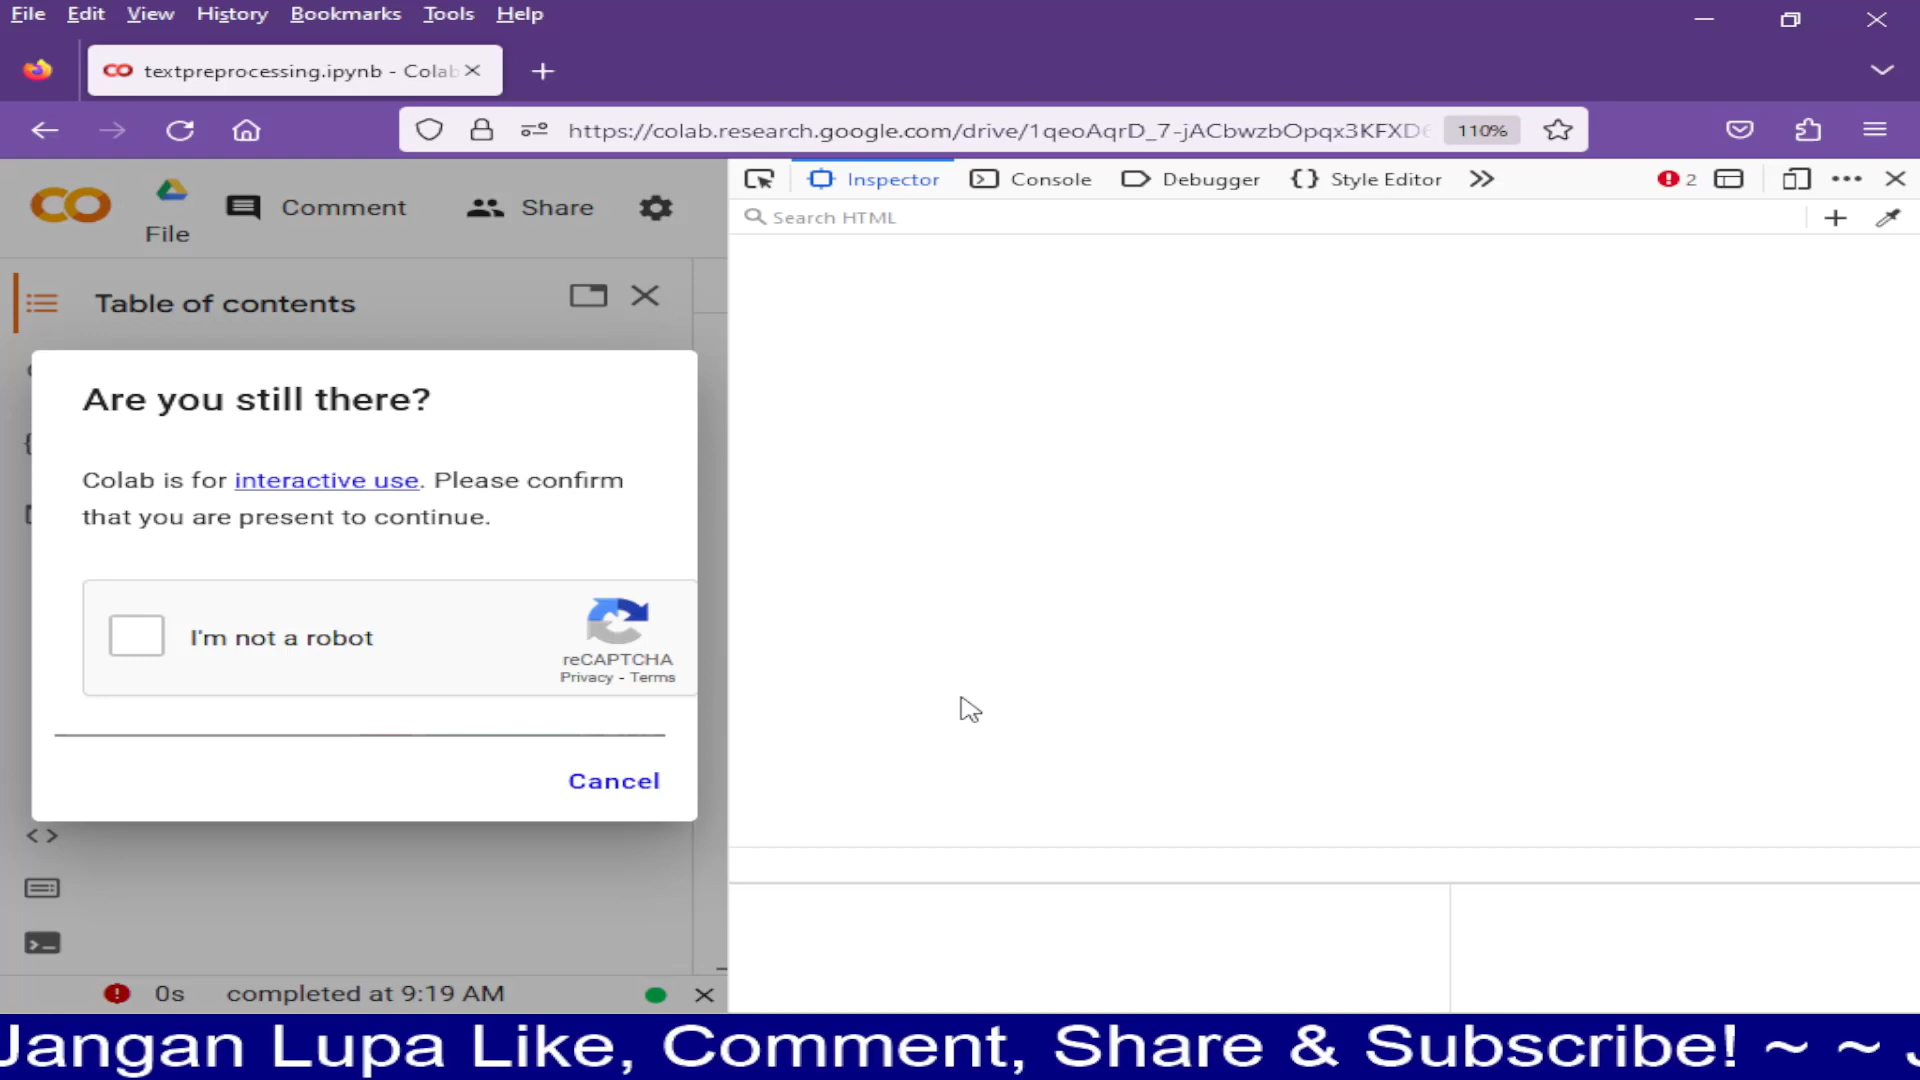 File Edit View History Bookmarks Tools Help
textpreprocessing.ipynb - Colab
https://colab.research.google.com/drive/1qeoAqrD_7-jACbwzbOpqx3KFXD6 110%
Inspector Console Debugger Style Editor 2
Search HTML
File Comment Share
Table of contents
Are you still there?
Colab is for interactive use. Please confirm
that you are present to continue.
I'm not a robot
reCAPTCHA
Privacy - Terms
Cancel
0s completed at 9:19 AM
Jangan Lupa Like, Comment, Share & Subscribe! ~ ~